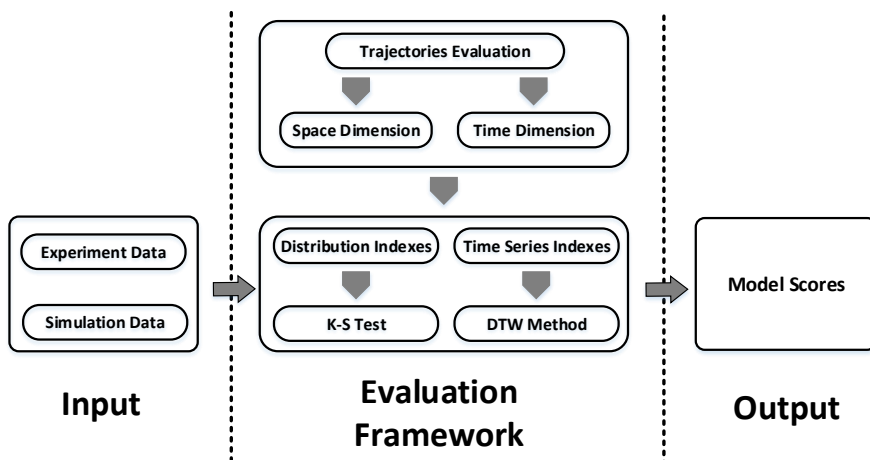 Trajectories Evaluation
Space Dimension
Time Dimension
Experiment Data
Simulation Data
Distribution Indexes
Time Series Indexes
K-S Test
DTW Method
Model Scores
Input
Evaluation
Framework
Output